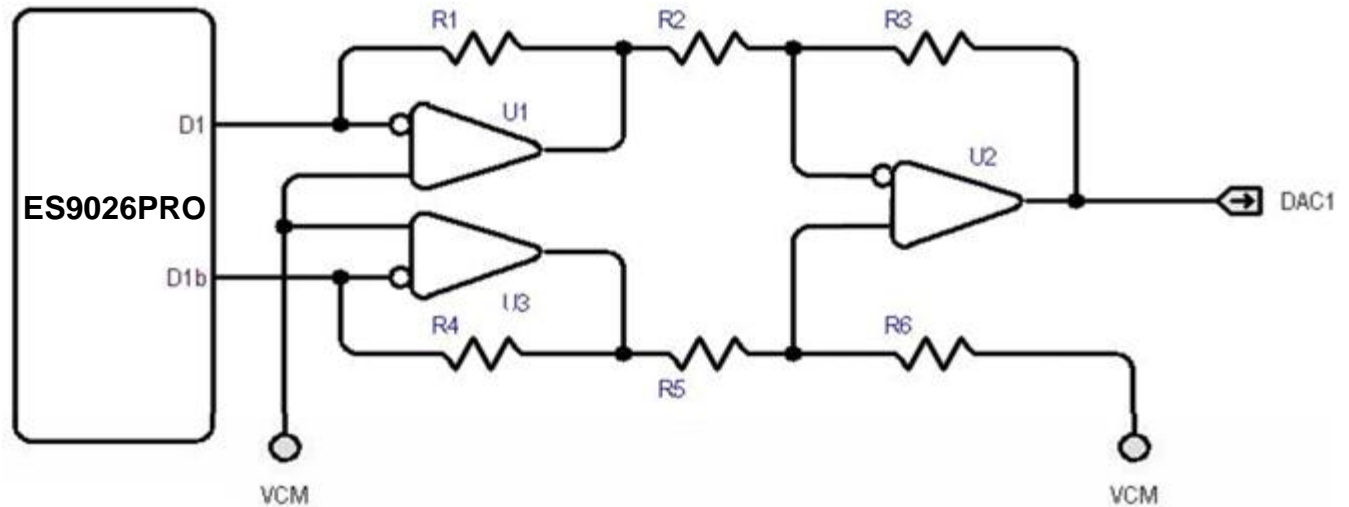 R1
R2
R3
U1
D1
U2
ES9026PRO
DAC1
D1b
U3
R4
R6
R5
VCM
VCM